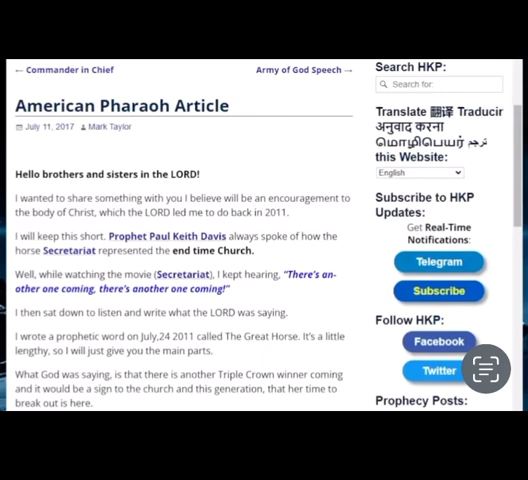 ← Commander in Chief
Army of God Speech →
American Pharaoh Article
July 11, 2017 Mark Taylor
Hello brothers and sisters in the LORD!
I wanted to share something with you I believe will be an encouragement to
the body of Christ, which the LORD led me to do back in 2011.
I will keep this short. Prophet Paul Keith Davis always spoke of how the
horse Secretariat represented the end time Church.
Well, while watching the movie (Secretariat), I kept hearing, “There’s an-
other one coming, there’s another one coming!”
I then sat down to listen and write what the LORD was saying.
I wrote a prophetic word on July,24 2011 called The Great Horse. It’s a little
lengthy, so I will just give you the main parts.
What God was saying, is that there is another Triple Crown winner coming
and it would be a sign to the church and this generation, that her time to
break out is here.
Search HKP:
Search for:
Translate 翻译 Traducir
अनुवाद करना
மொழிபெயர் ترجم
this Website:
English
Subscribe to HKP
Updates:
Get Real-Time
Notifications:
Telegram
Subscribe
Follow HKP:
Facebook
Twitter
Prophecy Posts: